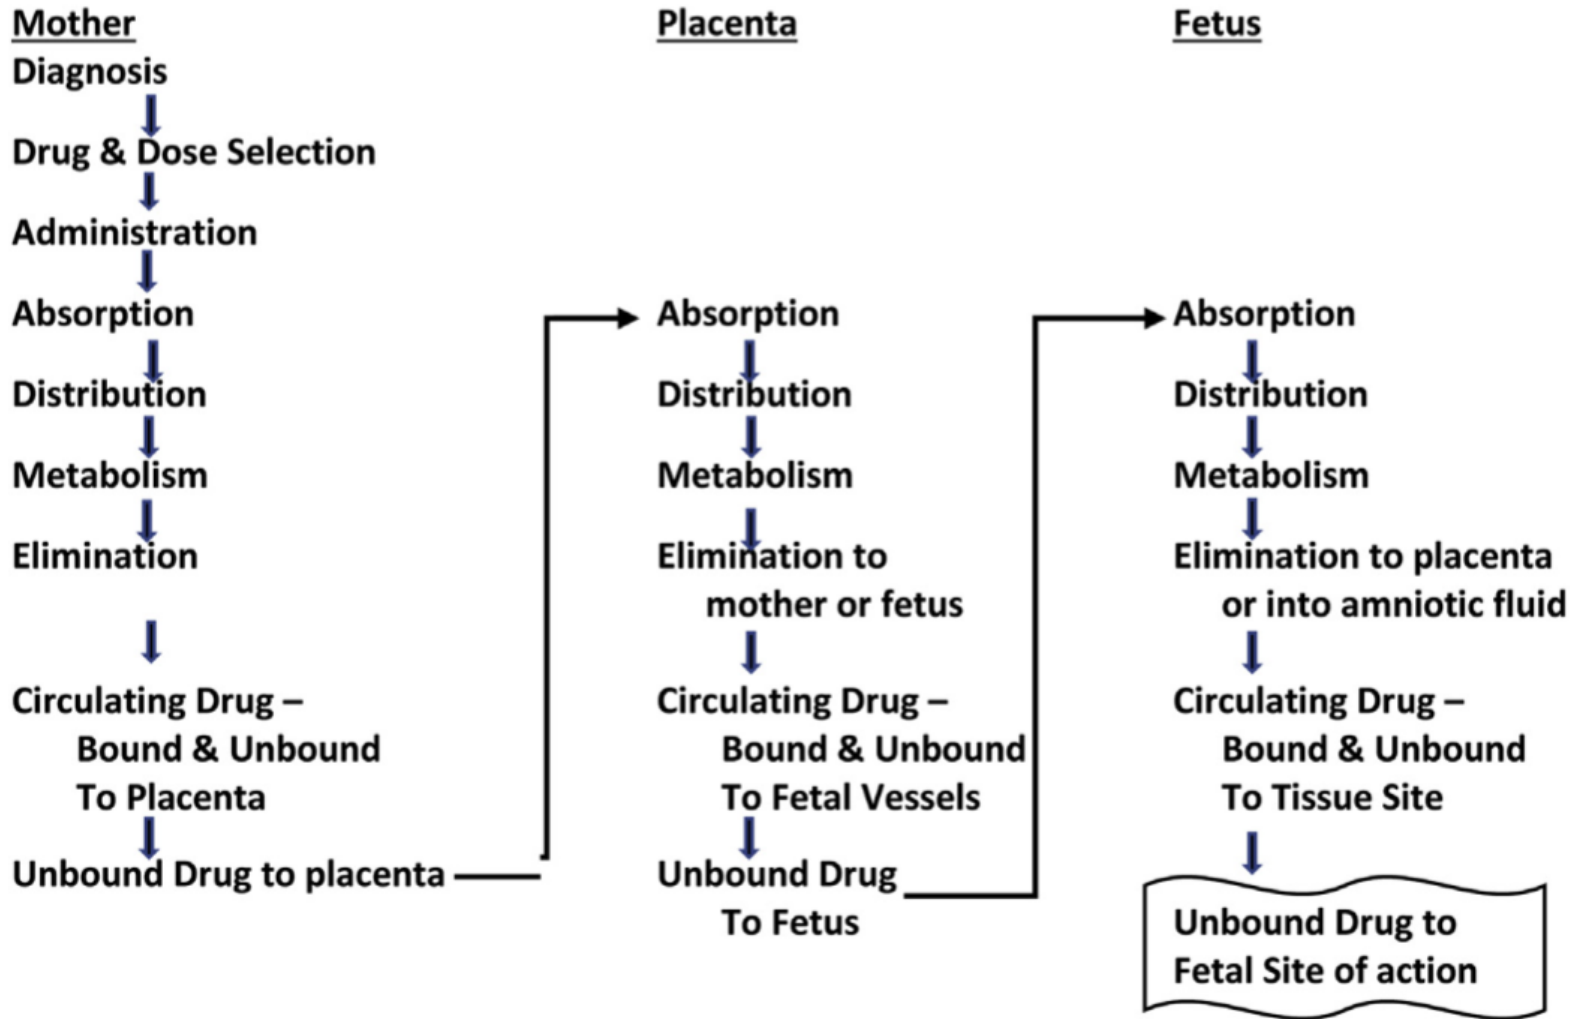 Mother
Diagnosis
Drug & Dose Selection
Administration
Absorption
Distribution
Metabolism
Elimination
Circulating Drug –
Bound & Unbound
To Placenta
Unbound Drug to placenta
Placenta
Absorption
Distribution
Metabolism
Elimination to
mother or fetus
Circulating Drug –
Bound & Unbound
To Fetal Vessels
Unbound Drug
To Fetus
Fetus
Absorption
Distribution
Metabolism
Elimination to placenta
or into amniotic fluid
Circulating Drug –
Bound & Unbound
To Tissue Site
Unbound Drug to
Fetal Site of action